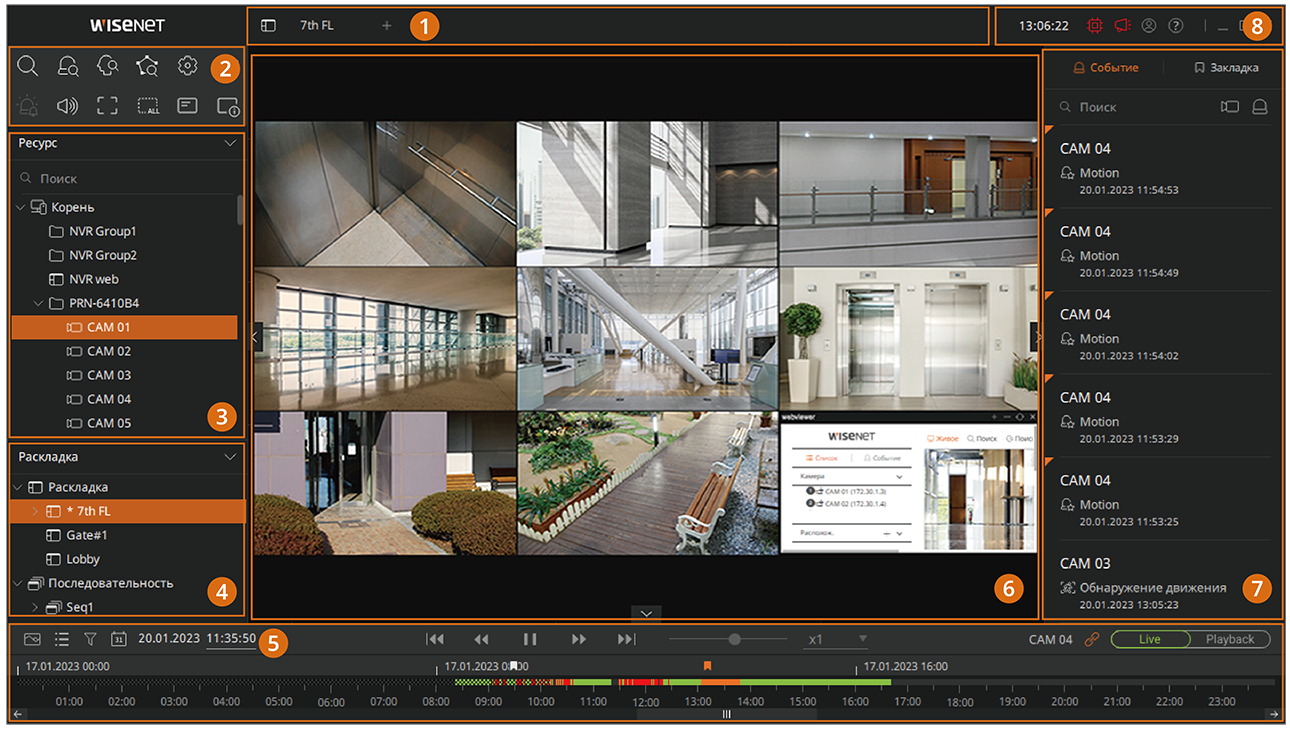 WISENET
7th FL
+
1
13:06:22
8
2
ALL
Ресурс
Поиск
Корень
NVR Group1
NVR Group2
NVR web
PRN-6410B4
CAM 01
CAM 02
CAM 03
CAM 04
CAM 05
3
Раскладка
Раскладка
* 7th FL
Gate#1
Lobby
Последовательность
Seq1
4
webviewer
WISENET
Живое
Поиск
Список
Событие
Камера
1 CAM 01 (172.30.1.3)
2 CAM 02 (172.30.1.4)
Располож.
6
Событие
Закладка
Поиск
CAM 04
Motion
20.01.2023 11:54:53
CAM 04
Motion
20.01.2023 11:54:49
CAM 04
Motion
20.01.2023 11:54:02
CAM 04
Motion
20.01.2023 11:53:29
CAM 04
Motion
20.01.2023 11:53:25
CAM 03
Обнаружение движения
20.01.2023 13:05:23
7
31
20.01.2023 11:35:50
5
x1
CAM 04
Live
Playback
17.01.2023 00:00
17.01.2023
17.01.2023 16:00
01:00 02:00 03:00 04:00 05:00 06:00 07:00 08:00 09:00 10:00 11:00 12:00 13:00 14:00 15:00 16:00 17:00 18:00 19:00 20:00 21:00 22:00 23:00